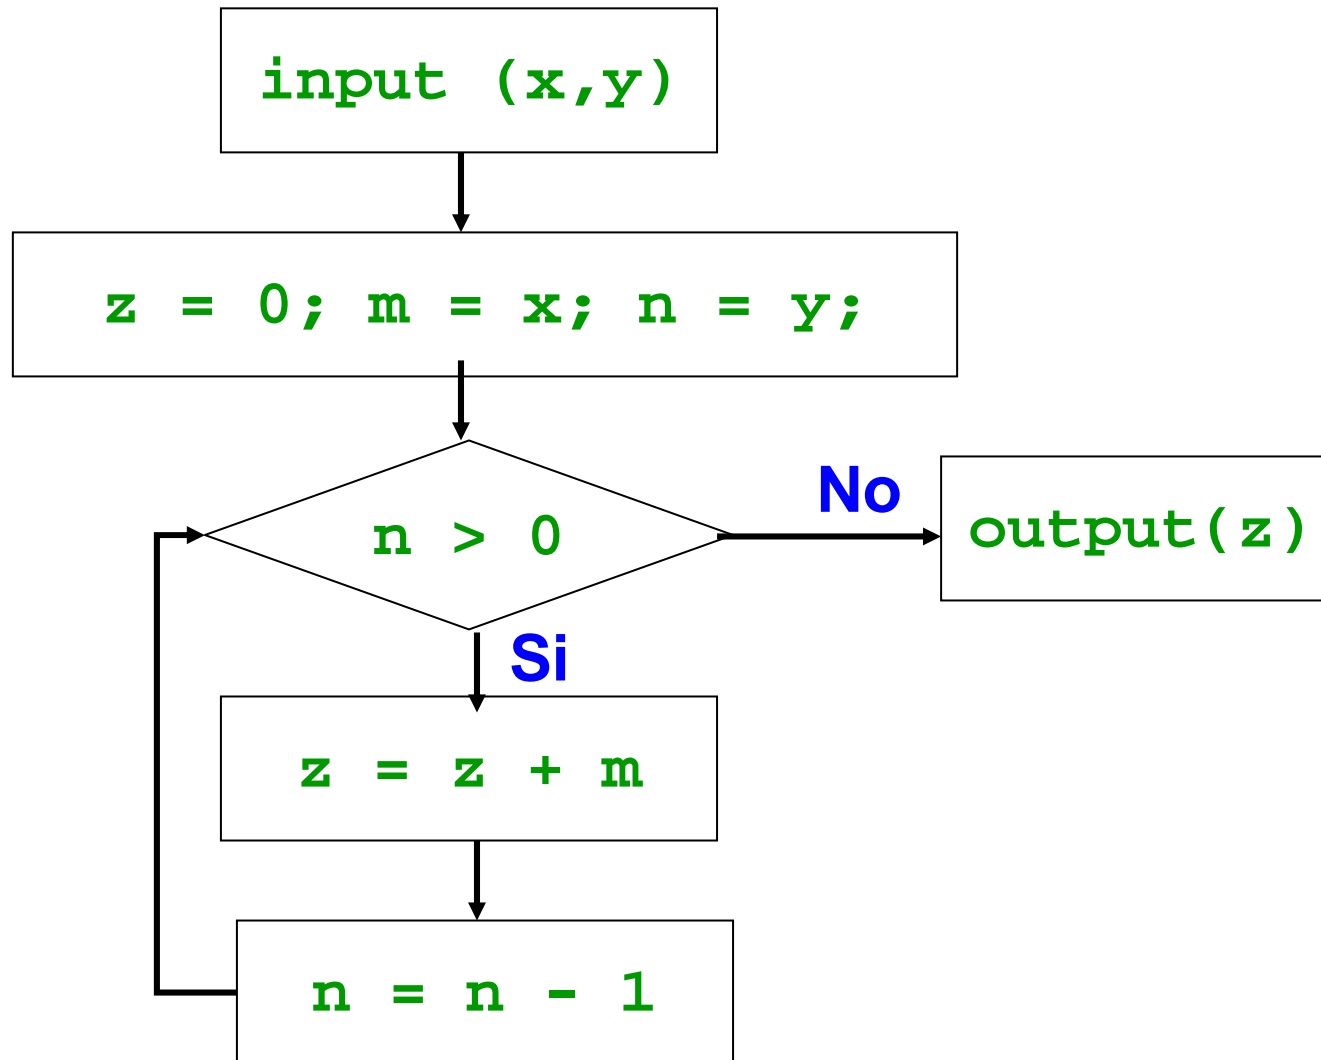 input (x,y)
z = 0; m = x; n = y;
n > 0
No
output(z)
Si
z = z + m
n = n - 1